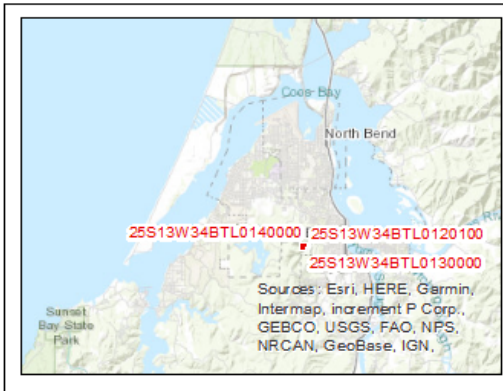 Coos Bay
North Bend
25S13W34BTL0140000
25S13W34BTL0120100
25S13W34BTL0130000
Sunset
Bay State
Park
Sources: Esri, HERE, Garmin,
Intermap, increment P Corp.,
GEBCO, USGS, FAO, NPS,
NRCAN, GeoBase, IGN,